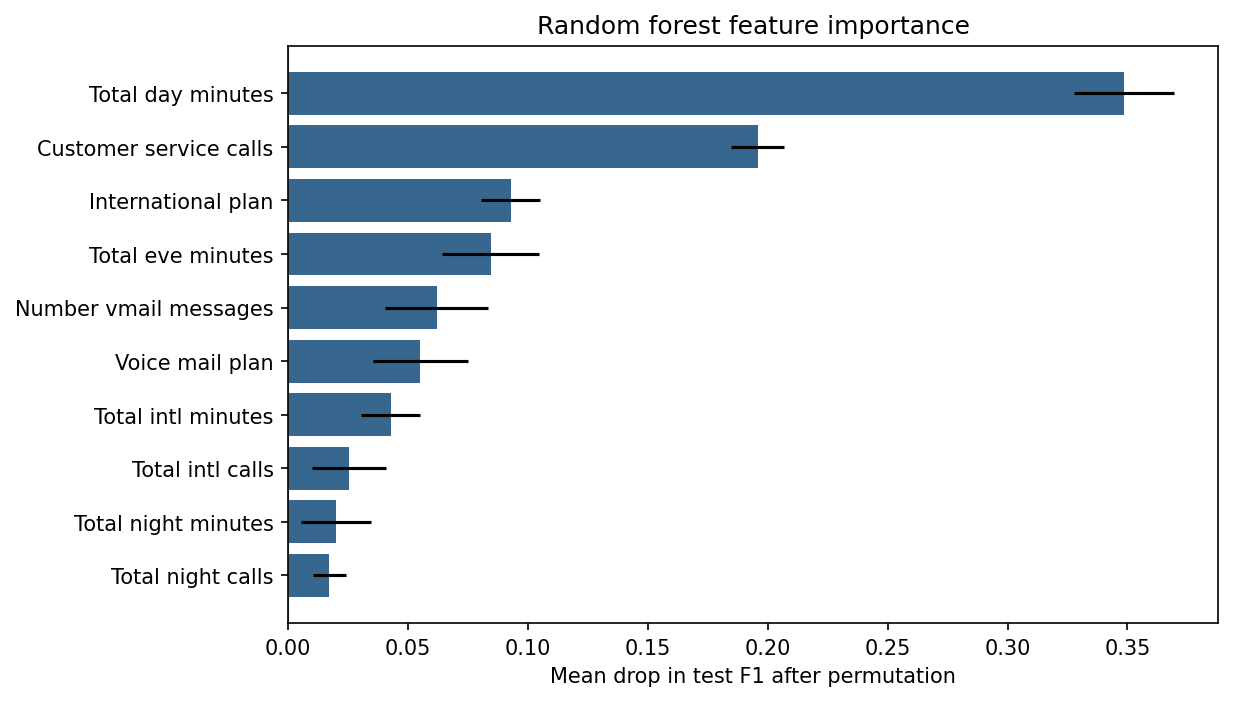 Random forest feature importance
Total day minutes
Customer service calls
International plan
Total eve minutes
Number vmail messages
Voice mail plan
Total intl minutes
Total intl calls
Total night minutes
Total night calls
0.00 0.05 0.10 0.15 0.20 0.25 0.30 0.35
Mean drop in test F1 after permutation